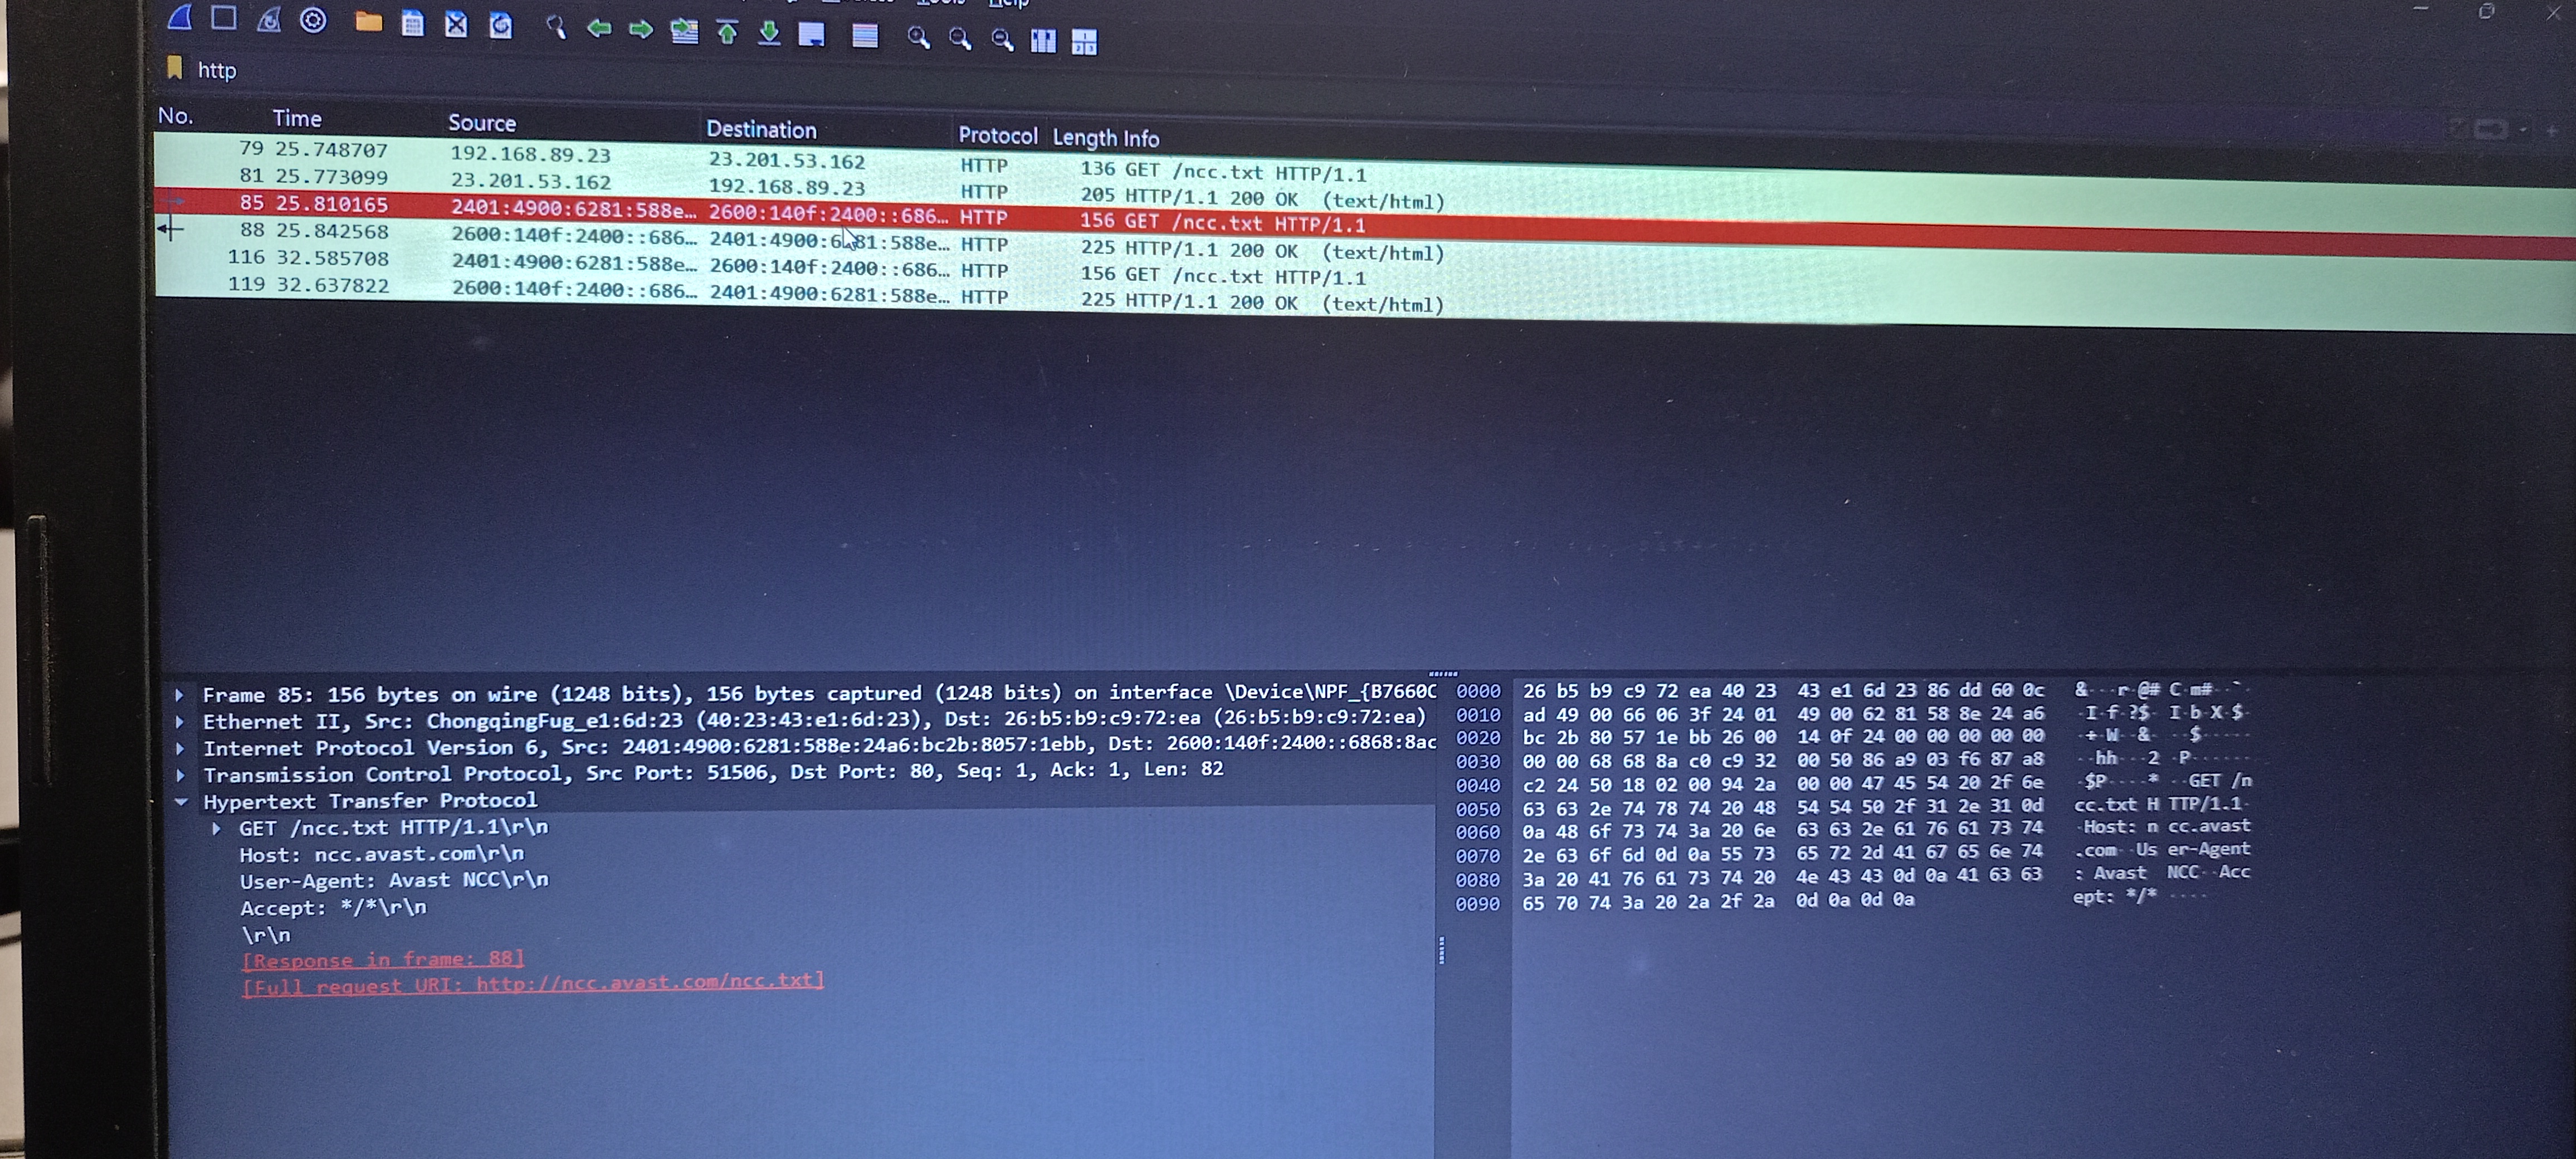 Tools Help
http
No. Time Source Destination Protocol Length Info
79 25.748707 192.168.89.23 23.201.53.162 HTTP 136 GET /ncc.txt HTTP/1.1
81 25.773099 23.201.53.162 192.168.89.23 HTTP 205 HTTP/1.1 200 OK (text/html)
85 25.810165 2401:4900:6281:588e… 2600:140f:2400::686… HTTP 156 GET /ncc.txt HTTP/1.1
88 25.842568 2600:140f:2400::686… 2401:4900:6281:588e… HTTP 225 HTTP/1.1 200 OK (text/html)
116 32.585708 2401:4900:6281:588e… 2600:140f:2400::686… HTTP 156 GET /ncc.txt HTTP/1.1
119 32.637822 2600:140f:2400::686… 2401:4900:6281:588e… HTTP 225 HTTP/1.1 200 OK (text/html)
Frame 85: 156 bytes on wire (1248 bits), 156 bytes captured (1248 bits) on interface \Device\NPF_{B7660C
Ethernet II, Src: ChongqingFug_e1:6d:23 (40:23:43:e1:6d:23), Dst: 26:b5:b9:c9:72:ea (26:b5:b9:c9:72:ea)
Internet Protocol Version 6, Src: 2401:4900:6281:588e:24a6:bc2b:8057:1ebb, Dst: 2600:140f:2400::6868:8ac
Transmission Control Protocol, Src Port: 51506, Dst Port: 80, Seq: 1, Ack: 1, Len: 82
Hypertext Transfer Protocol
GET /ncc.txt HTTP/1.1\r\n
Host: ncc.avast.com\r\n
User-Agent: Avast NCC\r\n
Accept: */*\r\n
\r\n
[Response in frame: 88]
[Full request URI: http://ncc.avast.com/ncc.txt]
0000 26 b5 b9 c9 72 ea 40 23 43 e1 6d 23 86 dd 60 0c &···r·@# C·m#··`·
0010 ad 49 00 66 06 3f 24 01 49 00 62 81 58 8e 24 a6 ·I·f·?$· I·b·X·$·
0020 bc 2b 80 57 1e bb 26 00 14 0f 24 00 00 00 00 00 ·+·W··&· ··$·····
0030 00 00 68 68 8a c0 c9 32 00 50 86 a9 03 f6 87 a8 ··hh···2 ·P······
0040 c2 24 50 18 02 00 94 2a 00 00 47 45 54 20 2f 6e ·$P····* ··GET /n
0050 63 63 2e 74 78 74 20 48 54 54 50 2f 31 2e 31 0d cc.txt H TTP/1.1·
0060 0a 48 6f 73 74 3a 20 6e 63 63 2e 61 76 61 73 74 ·Host: n cc.avast
0070 2e 63 6f 6d 0d 0a 55 73 65 72 2d 41 67 65 6e 74 .com··Us er-Agent
0080 3a 20 41 76 61 73 74 20 4e 43 43 0d 0a 41 63 63 : Avast  NCC··Acc
0090 65 70 74 3a 20 2a 2f 2a 0d 0a 0d 0a ept: */* ····